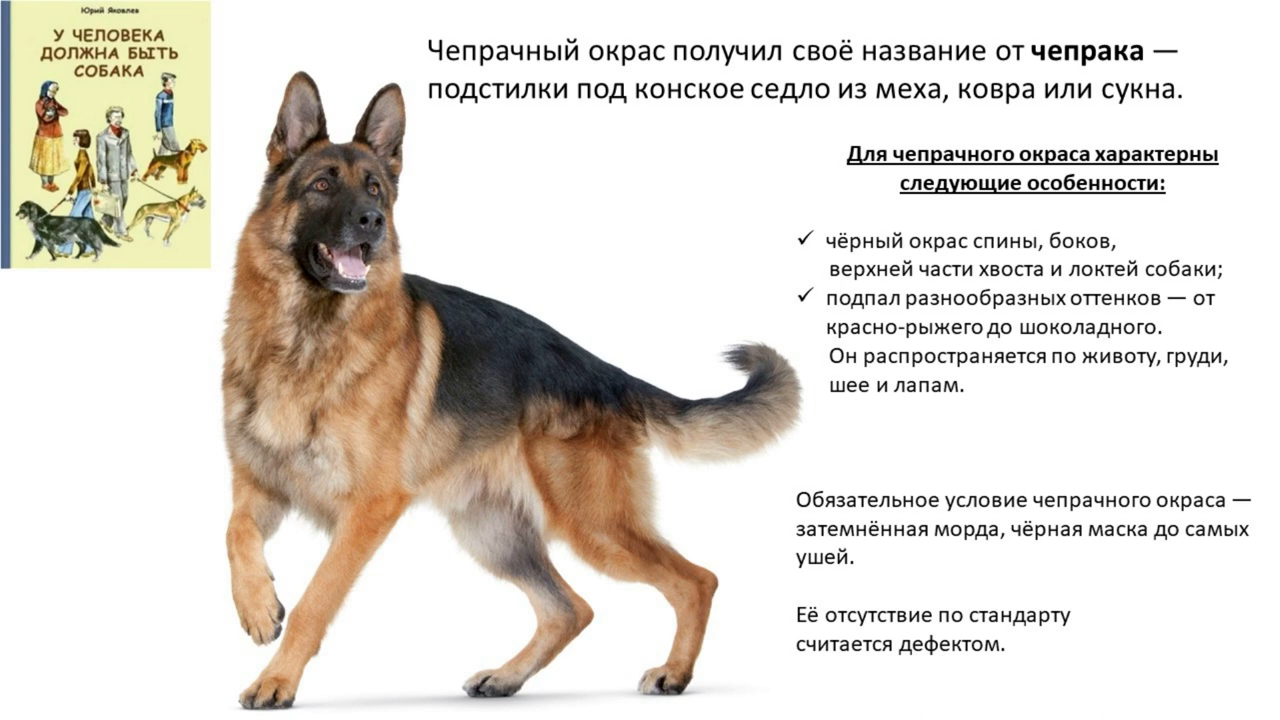 Юрий Яковлев
У ЧЕЛОВЕКА
ДОЛЖНА БЫТЬ
СОБАКА
Чепрачный окрас получил своё название от чепрака —
подстилки под конское седло из меха, ковра или сукна.
Для чепрачного окраса характерны
следующие особенности:
✓ чёрный окрас спины, боков,
верхней части хвоста и локтей собаки;
✓ подпал разнообразных оттенков — от
красно-рыжего до шоколадного.
Он распространяется по животу, груди,
шее и лапам.
Обязательное условие чепрачного окраса —
затемнённая морда, чёрная маска до самых
ушей.
Её отсутствие по стандарту
считается дефектом.